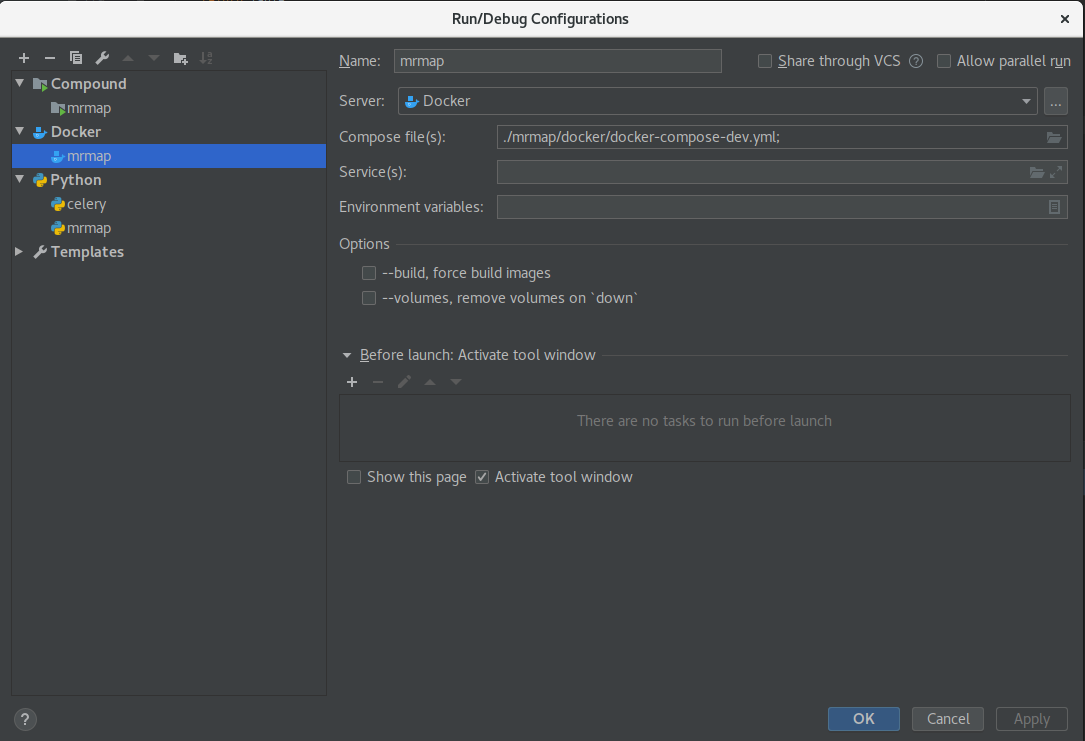 Run/Debug Configurations
Compound
mrmap
Docker
mrmap
Python
celery
mrmap
Templates
Name: mrmap Share through VCS ? Allow parallel run
Server: Docker ...
Compose file(s): ./mrmap/docker/docker-compose-dev.yml;
Service(s):
Environment variables:
Options
--build, force build images
--volumes, remove volumes on `down`
Before launch: Activate tool window
There are no tasks to run before launch
Show this page Activate tool window
? OK Cancel Apply